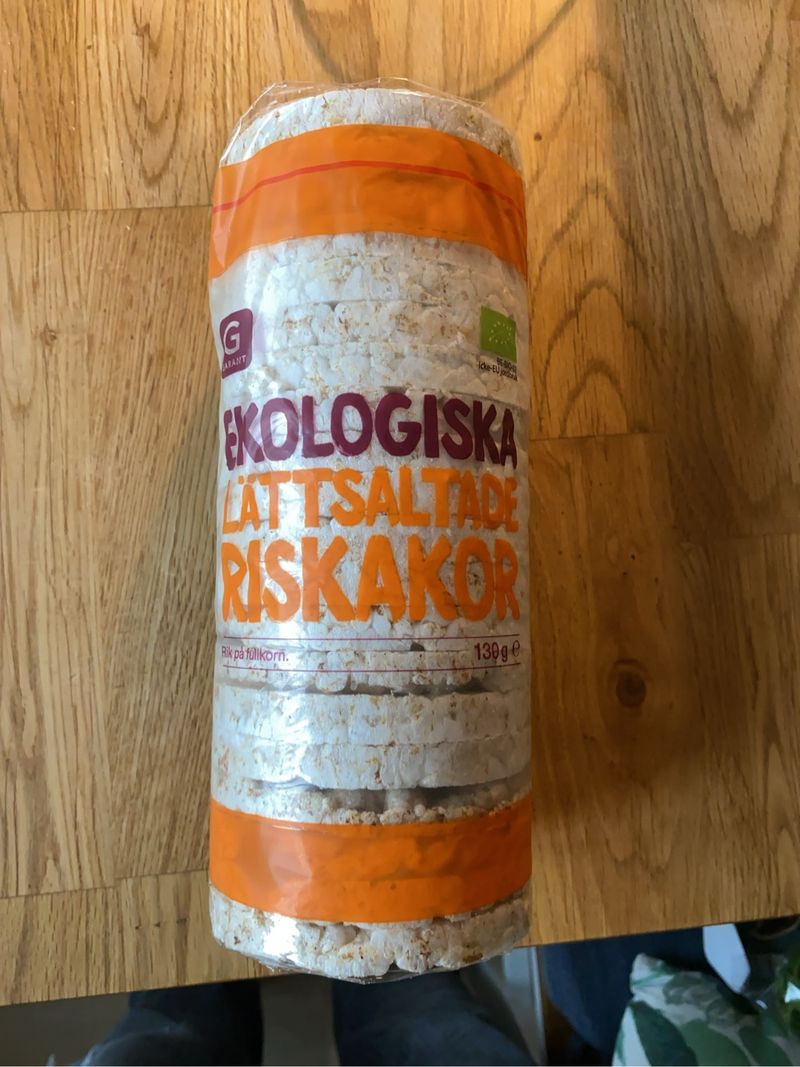 G
GARANT
EKOLOGISKA
LÄTTSALTADE
RISKAKOR
Rik på fullkorn.
130g e